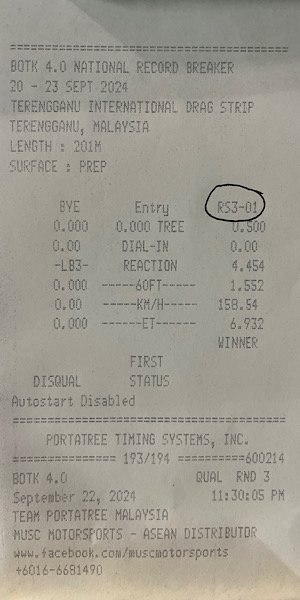 ========================================
BOTK 4.0 NATIONAL RECORD BREAKER
20 - 23 SEPT 2024
TERENGGANU INTERNATIONAL DRAG STRIP
TERENGGANU, MALAYSIA
LENGTH : 201M
SURFACE : PREP
BYE Entry RS3-01
0.000 0.000 TREE 0.500
0.00 DIAL-IN 0.00
-LB3- REACTION 4.454
0.000 ------60FT----- 1.552
0.00 ------KM/H----- 158.54
0.000 ------ET------ 6.932
WINNER
FIRST
DISQUAL STATUS
Autostart Disabled
========================================
PORTATREE TIMING SYSTEMS, INC.
=============== 193/194 ==========600214
BOTK 4.0 QUAL RND 3
September 22, 2024 11:30:05 PM
TEAM PORTATREE MALAYSIA
MUSC MOTORSPORTS - ASEAN DISTRIBUTOR
www.facebook.com/muscmotorsports
+6016-6681490